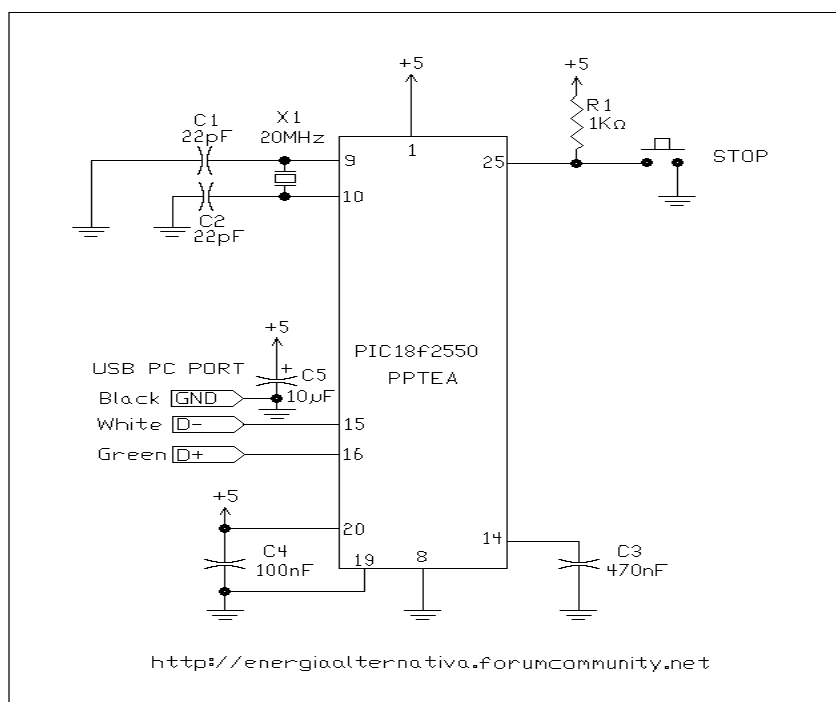 +5
+5
C1
22pF
X1
20MHz
R1
1KΩ
1
9
25
STOP
10
C2
22pF
+5
PIC18f2550
PPTEA
USB PC PORT
+
C5
10µF
Black
GND
White
D-
15
Green
D+
16
+5
20
14
C4
100nF
19
8
C3
470nF
http://energiaalternativa.forumcommunity.net